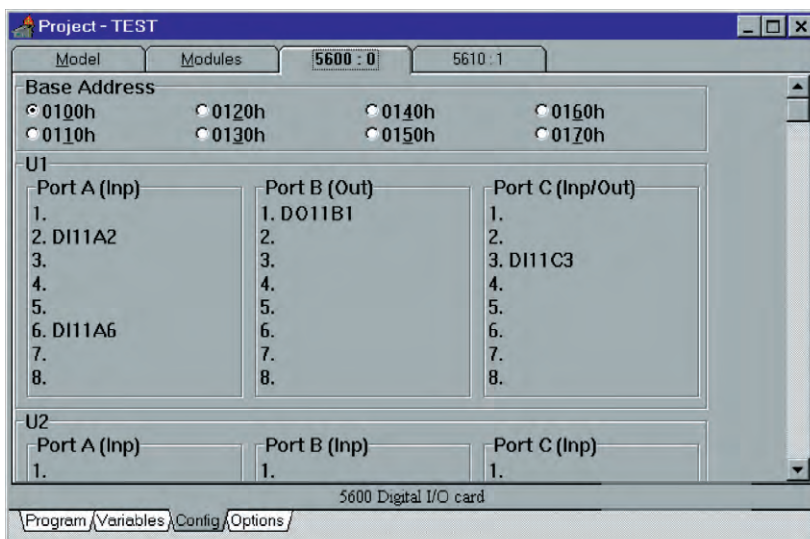 Project - TEST
Model Modules 5600 : 0 5610 : 1
Base Address
0100h 0120h 0140h 0160h
0110h 0130h 0150h 0170h
U1
Port A (Inp) Port B (Out) Port C (Inp/Out)
1. 1. DO11B1 1.
2. DI11A2 2. 2.
3. 3. 3. DI11C3
4. 4. 4.
5. 5. 5.
6. DI11A6 6. 6.
7. 7. 7.
8. 8. 8.
U2
Port A (Inp) Port B (Inp) Port C (Inp)
1. 1. 1.
5600 Digital I/O card
Program Variables Config Options